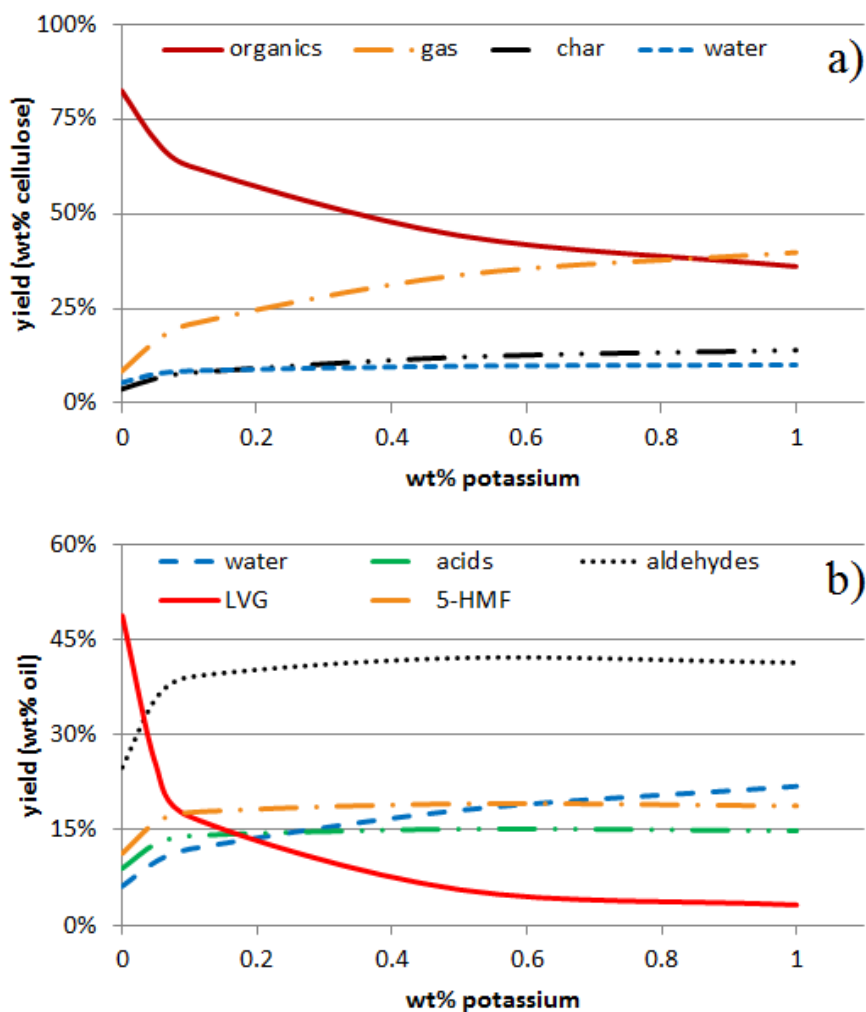 100%
organics gas char water
a)
75%
50%
25%
0%
yield (wt% cellulose)
0 0.2 0.4 0.6 0.8 1
wt% potassium
60%
water acids aldehydes
b)
LVG 5-HMF
45%
30%
15%
0%
yield (wt% oil)
0 0.2 0.4 0.6 0.8 1
wt% potassium